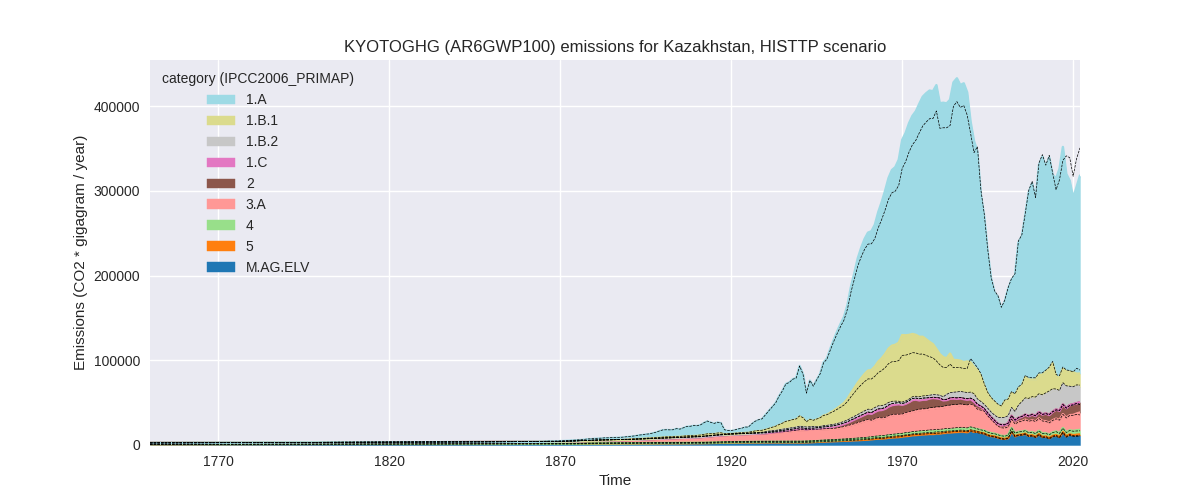 KYOTOGHG (AR6GWP100) emissions for Kazakhstan, HISTTP scenario
category (IPCC2006_PRIMAP)
1.A
1.B.1
1.B.2
1.C
2
3.A
4
5
M.AG.ELV
Emissions (CO2 * gigagram / year)
400000
300000
200000
100000
0
1770
1820
1870
1920
1970
2020
Time